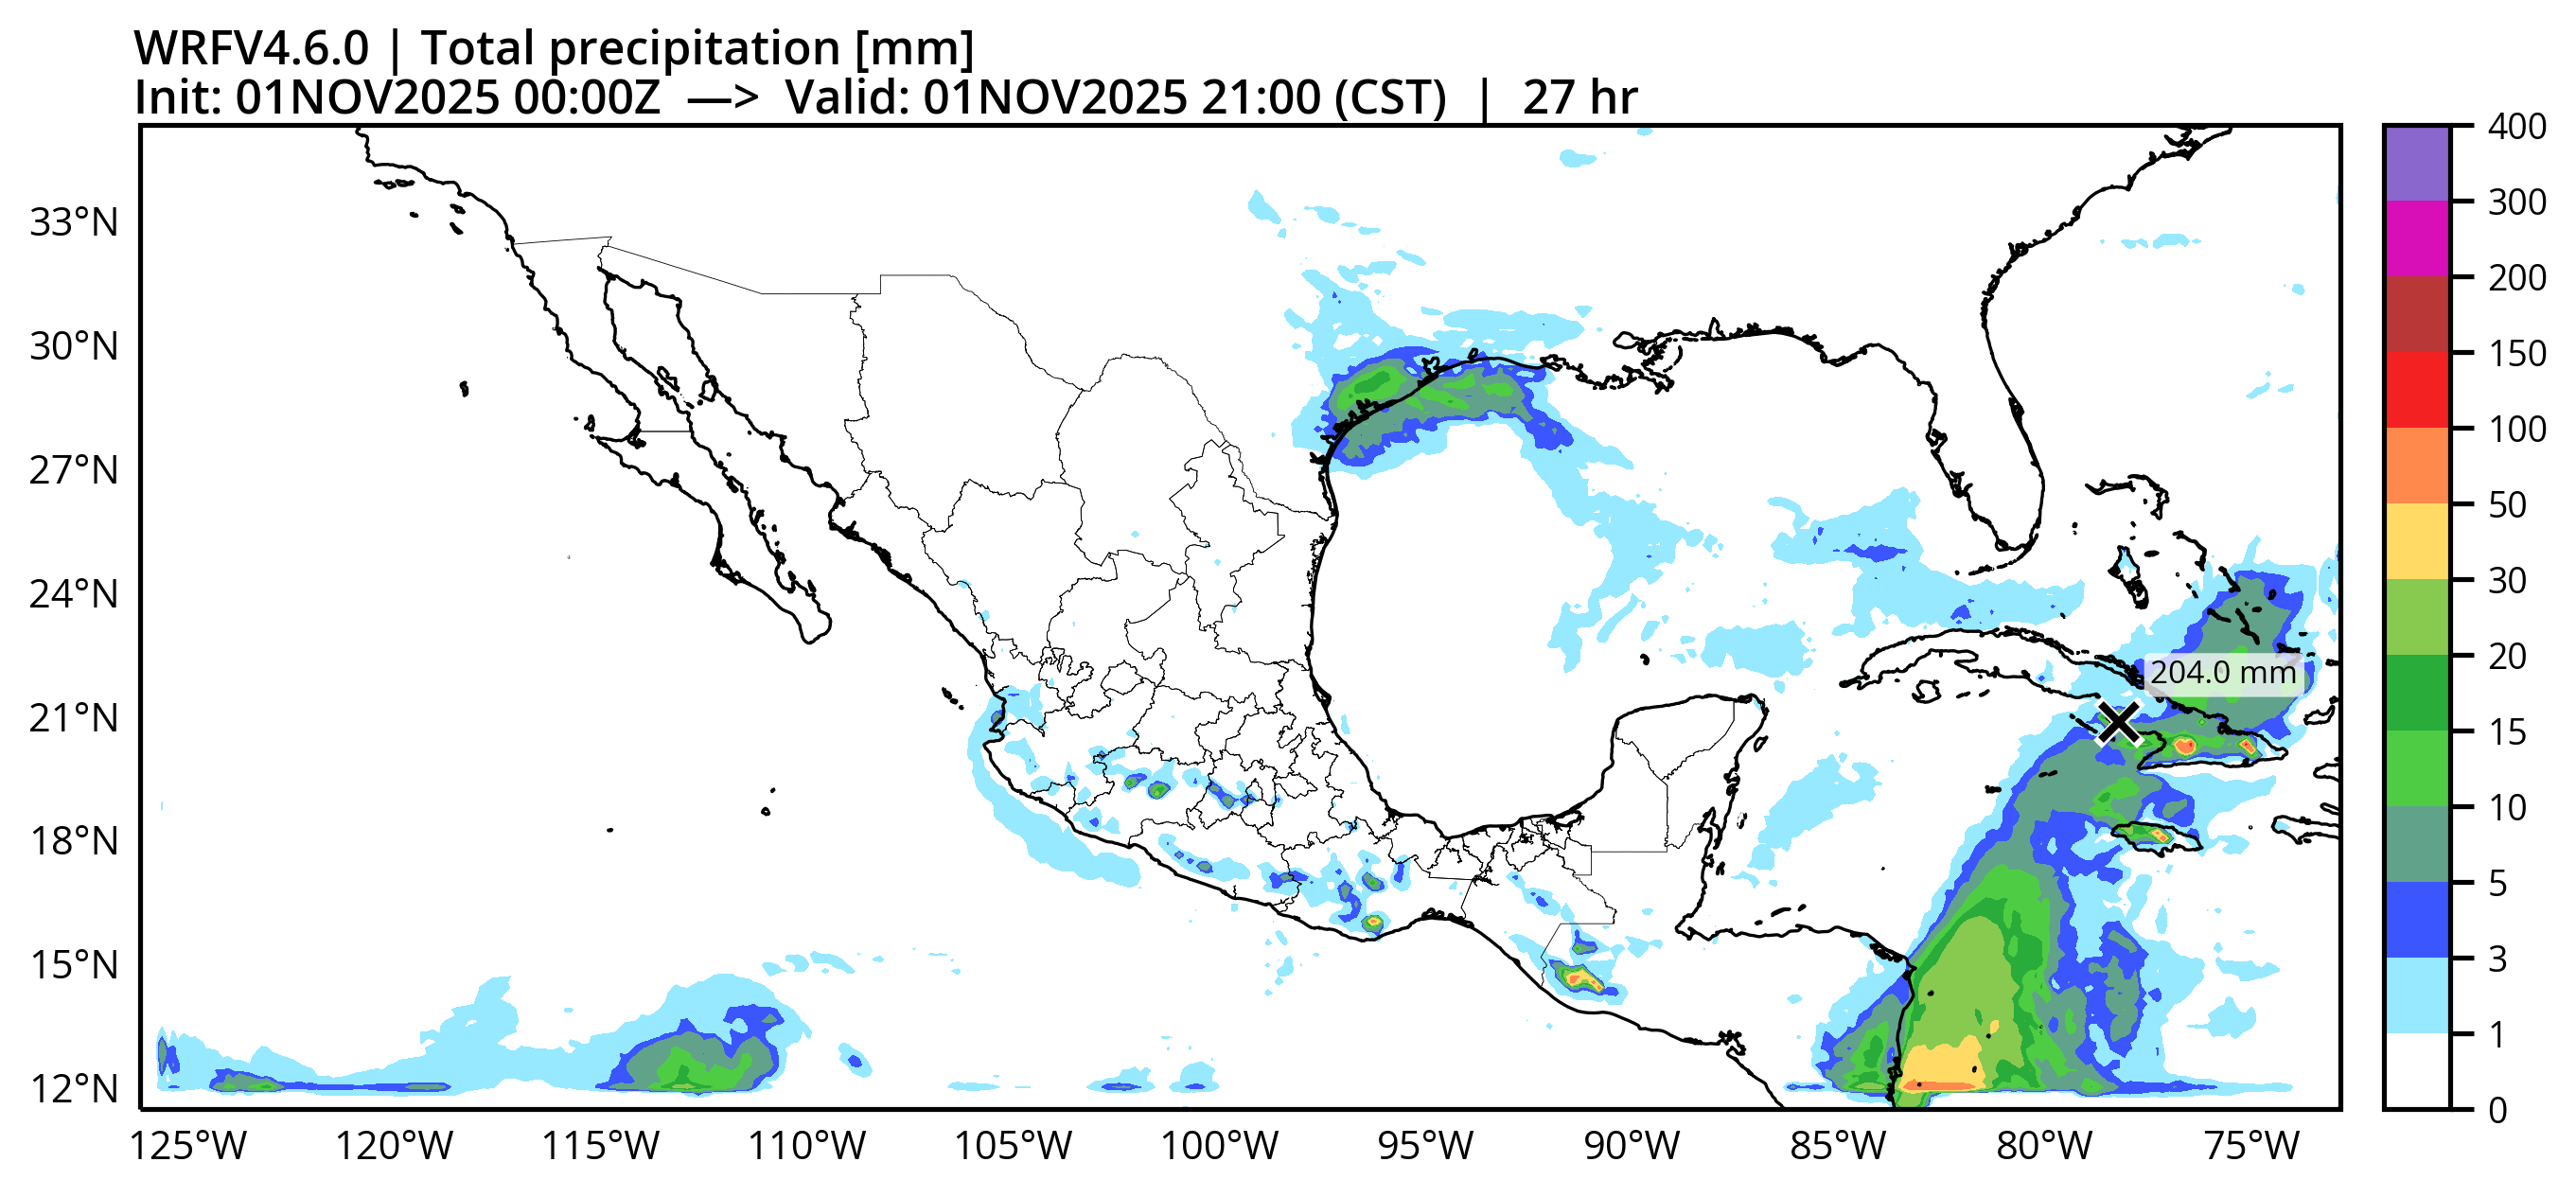 WRFV4.6.0 | Total precipitation [mm]
Init: 01NOV2025 00:00Z —> Valid: 01NOV2025 21:00 (CST) | 27 hr
33°N
30°N
27°N
24°N
21°N
18°N
15°N
12°N
125°W
120°W
115°W
110°W
105°W
100°W
95°W
90°W
85°W
80°W
75°W
204.0 mm
400
300
200
150
100
50
30
20
15
10
5
3
1
0